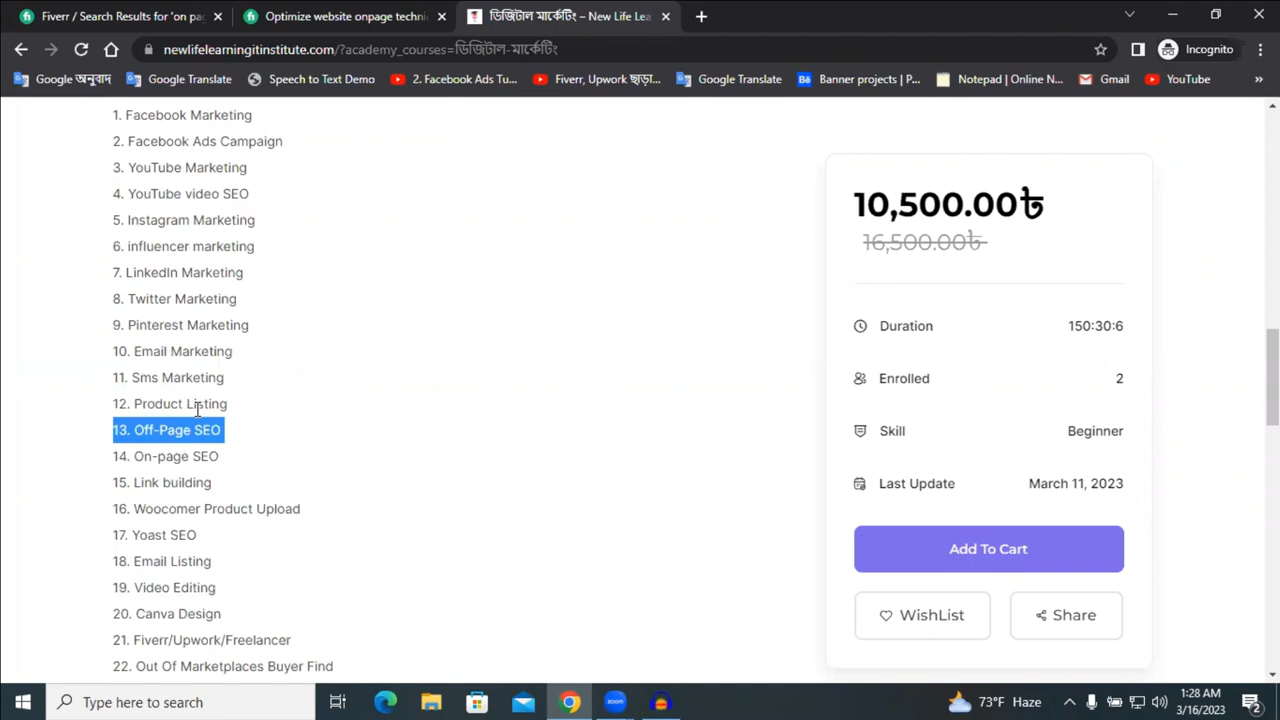 Fiverr / Search Results for 'on pag
Optimize website onpage techni
ডিজিটাল মার্কেটিং – New Life Lea
newlifelearningitinstitute.com/?academy_courses=ডিজিটাল-মার্কেটিং
Incognito
Google অনুবাদ
Google Translate
Speech to Text Demo
2. Facebook Ads Tu...
Fiverr, Upwork ছাড়া...
Google Translate
Banner projects | P...
Notepad | Online N...
Gmail
YouTube
1. Facebook Marketing
2. Facebook Ads Campaign
3. YouTube Marketing
4. YouTube video SEO
5. Instagram Marketing
6. influencer marketing
7. LinkedIn Marketing
8. Twitter Marketing
9. Pinterest Marketing
10. Email Marketing
11. Sms Marketing
12. Product Listing
13. Off-Page SEO
14. On-page SEO
15. Link building
16. Woocomer Product Upload
17. Yoast SEO
18. Email Listing
19. Video Editing
20. Canva Design
21. Fiverr/Upwork/Freelancer
22. Out Of Marketplaces Buyer Find
10,500.00৳
16,500.00৳
Duration 150:30:6
Enrolled 2
Skill Beginner
Last Update March 11, 2023
Add To Cart
WishList
Share
Type here to search
zoom
73°F Haze
1:28 AM
3/16/2023
2